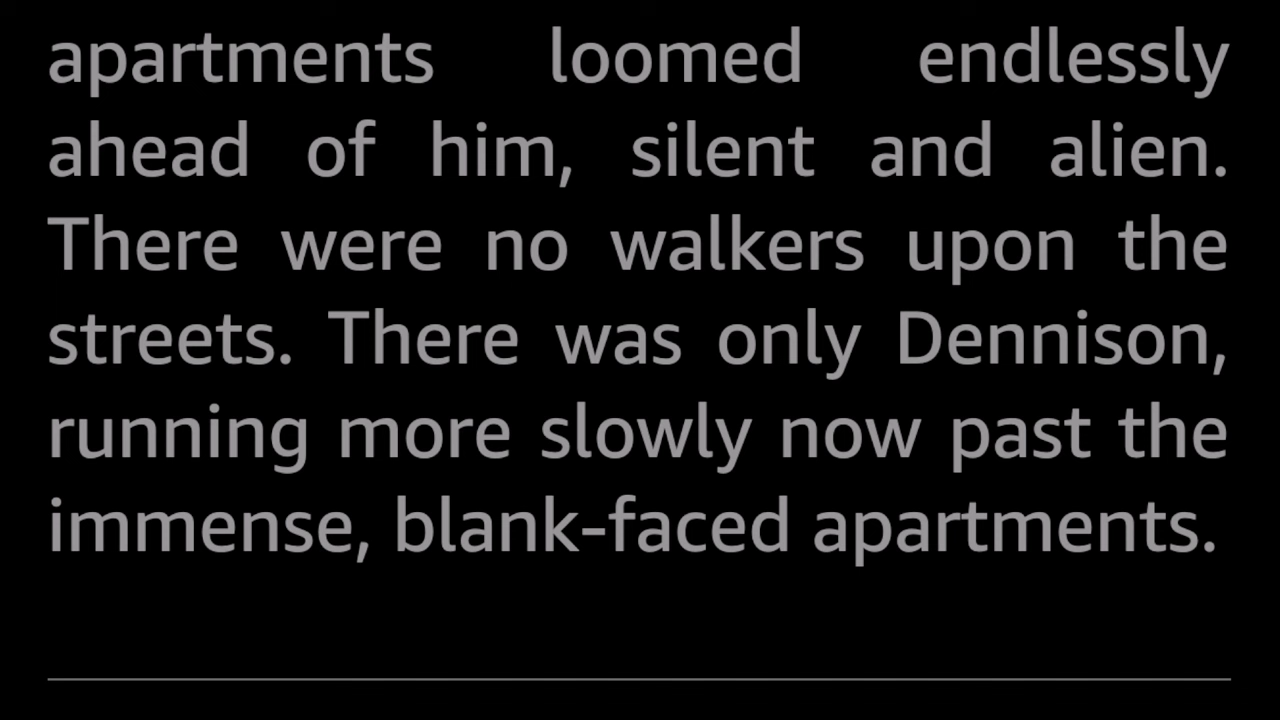 apartments loomed endlessly
ahead of him, silent and alien.
There were no walkers upon the
streets. There was only Dennison,
running more slowly now past the
immense, blank-faced apartments.